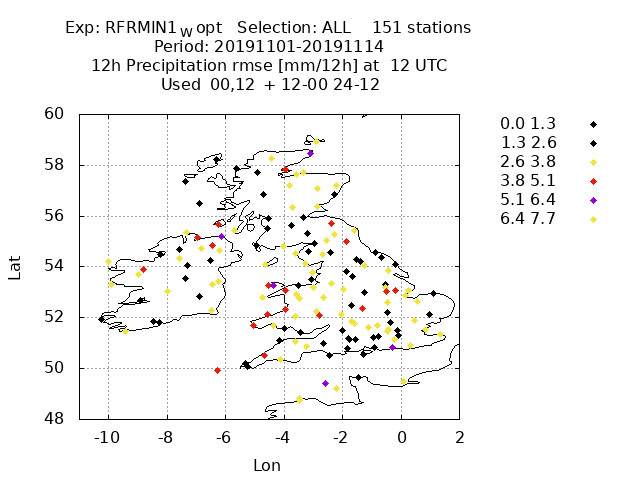 Exp: RFRMIN1_W opt   Selection: ALL    151 stations
Period: 20191101-20191114
12h Precipitation rmse [mm/12h] at  12 UTC
Used  00,12  + 12-00 24-12
60
58
56
54
52
50
48
-10 -8 -6 -4 -2 0 2
Lat
Lon
0.0 1.3
1.3 2.6
2.6 3.8
3.8 5.1
5.1 6.4
6.4 7.7